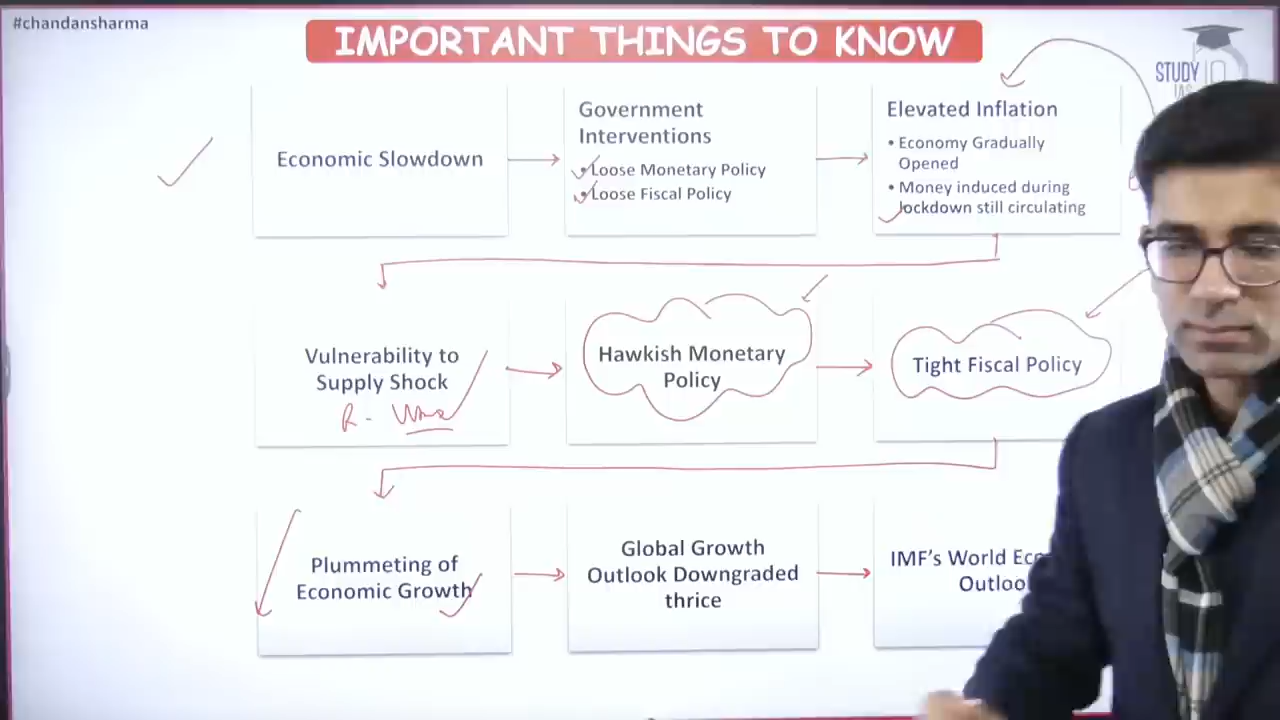 #chandansharma
IMPORTANT THINGS TO KNOW
STUDY IQ
IAS
Economic Slowdown
Government
Interventions
• Loose Monetary Policy
• Loose Fiscal Policy
Elevated Inflation
• Economy Gradually
Opened
• Money induced during
lockdown still circulating
Vulnerability to
Supply Shock
R -
Hawkish Monetary
Policy
Tight Fiscal Policy
Plummeting of
Economic Growth
Global Growth
Outlook Downgraded
thrice
IMF's World Eco
Outloo